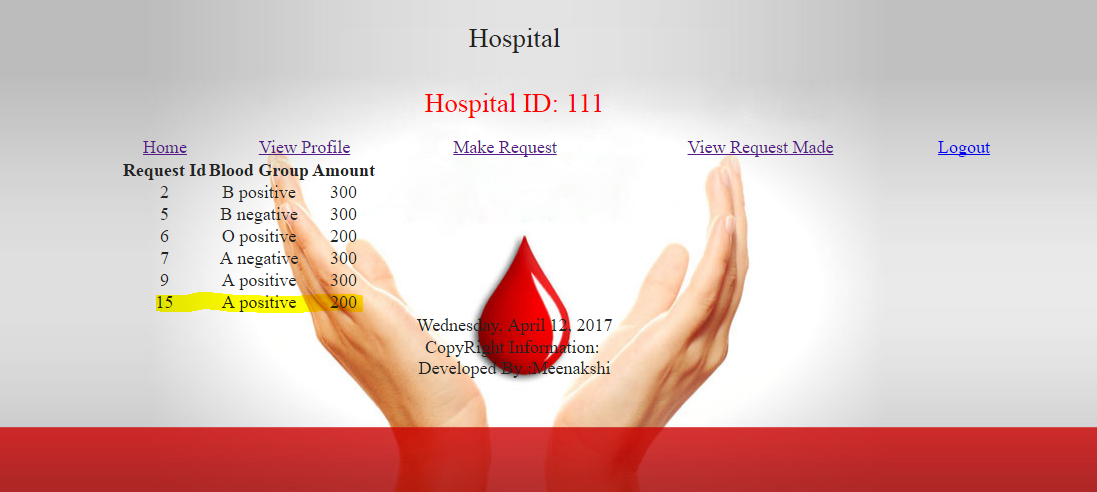 Hospital
Hospital ID: 111
Home View Profile Make Request View Request Made Logout
Request Id Blood Group Amount
2 B positive 300
5 B negative 300
6 O positive 200
7 A negative 300
9 A positive 300
15 A positive 200
Wednesday, April 12, 2017
CopyRight Information:
Developed By :Meenakshi